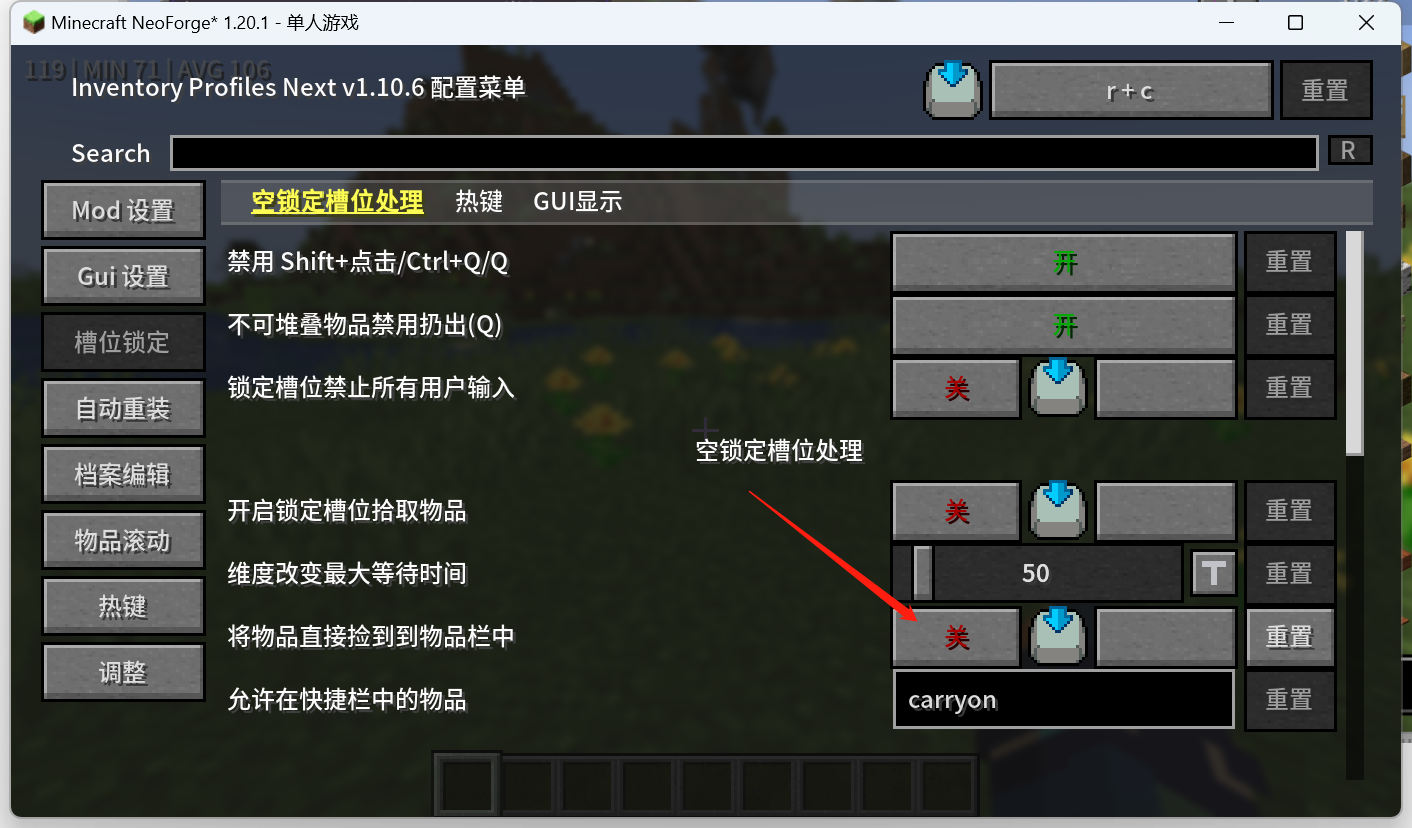 Minecraft NeoForge* 1.20.1 - 单人游戏
119 | MIN 71 | AVG 106
Inventory Profiles Next v1.10.6 配置菜单
r + c
重置
Search
R
Mod 设置
Gui 设置
槽位锁定
自动重装
档案编辑
物品滚动
热键
调整
空锁定槽位处理 热键 GUI显示
禁用 Shift+点击/Ctrl+Q/Q 开 重置
不可堆叠物品禁用扔出(Q) 开 重置
锁定槽位禁止所有用户输入 关 重置
空锁定槽位处理
开启锁定槽位拾取物品 关 重置
维度改变最大等待时间 50 T 重置
将物品直接捡到到物品栏中 关 重置
允许在快捷栏中的物品 carryon 重置